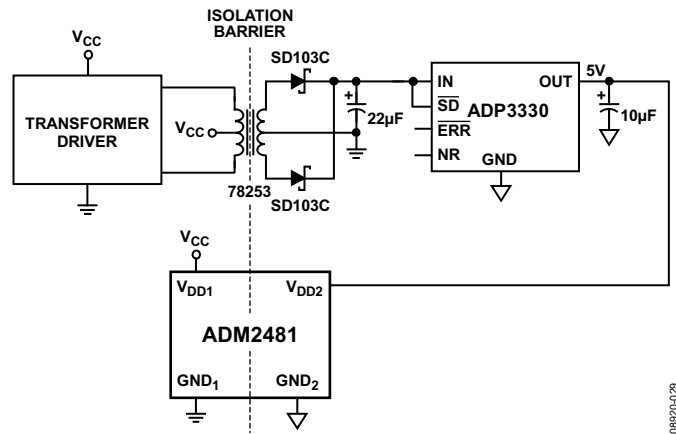 ISOLATION
BARRIER
VCC
SD103C
IN
OUT
5V
TRANSFORMER
DRIVER
VCC
22µF
SD
ADP3330
10µF
ERR
NR
GND
78253
SD103C
VCC
VDD1
VDD2
ADM2481
GND1
GND2
08920-029